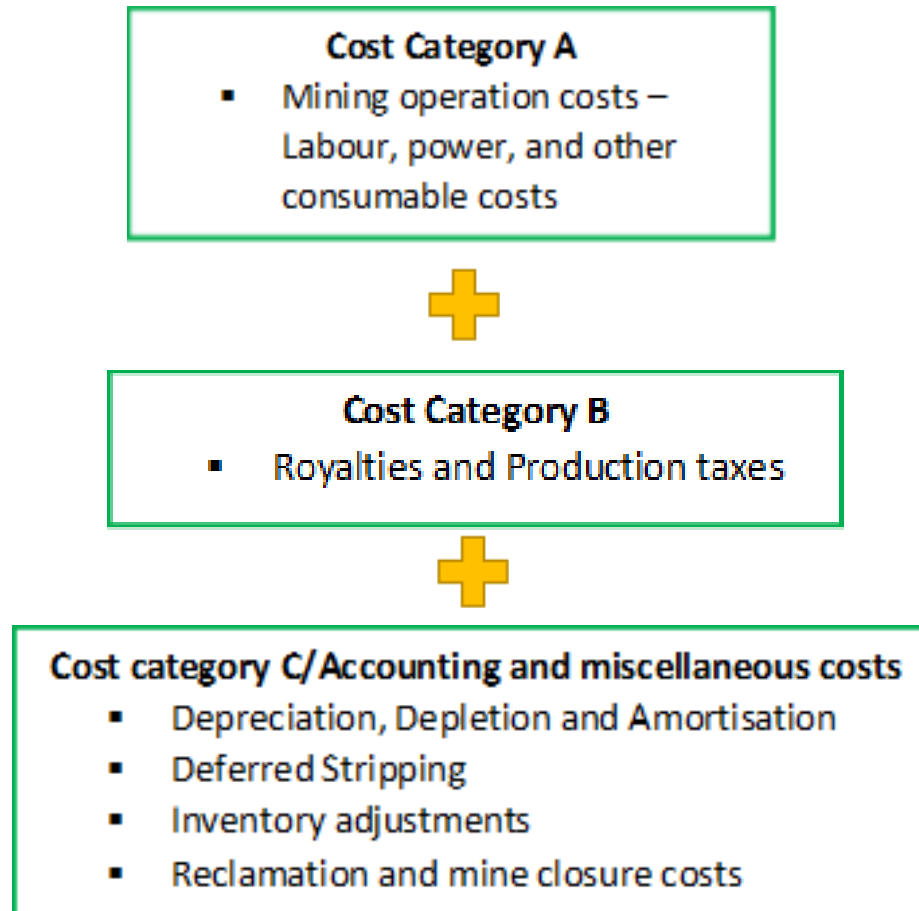 Cost Category A
▪ Mining operation costs –
Labour, power, and other
consumable costs
Cost Category B
▪ Royalties and Production taxes
Cost category C/Accounting and miscellaneous costs
▪ Depreciation, Depletion and Amortisation
▪ Deferred Stripping
▪ Inventory adjustments
▪ Reclamation and mine closure costs